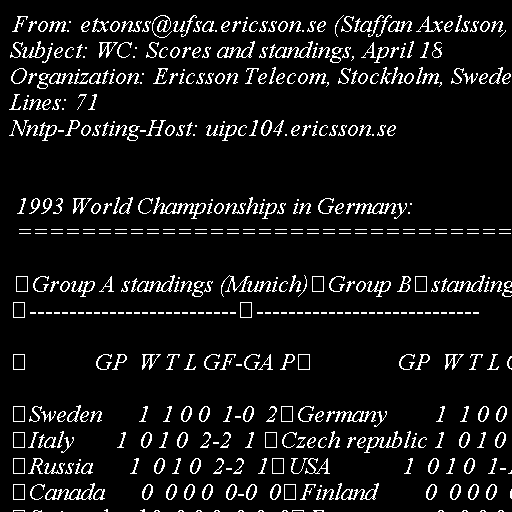 From: etxonss@ufsa.ericsson.se (Staffan Axelsson,
Subject: WC: Scores and standings, April 18
Organization: Ericsson Telecom, Stockholm, Swede
Lines: 71
Nntp-Posting-Host: uipc104.ericsson.se
1993 World Championships in Germany:
===============================
Group A standings (Munich) Group B standing
-------------------------- ----------------------------
GP W T L GF-GA P GP W T L G
Sweden 1 1 0 0 1-0 2 Germany 1 1 0 0
Italy 1 0 1 0 2-2 1 Czech republic 1 0 1 0
Russia 1 0 1 0 2-2 1 USA 1 0 1 0 1-
Canada 0 0 0 0 0-0 0 Finland 0 0 0 0